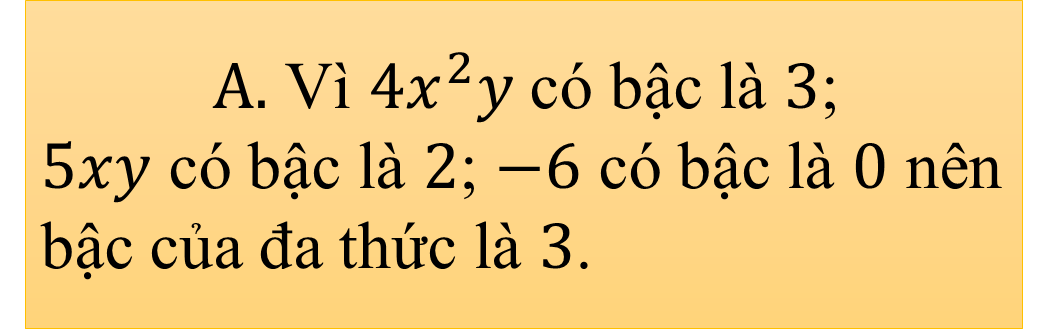 A. Vì 4x²y có bậc là 3;
5xy có bậc là 2; −6 có bậc là 0 nên
bậc của đa thức là 3.